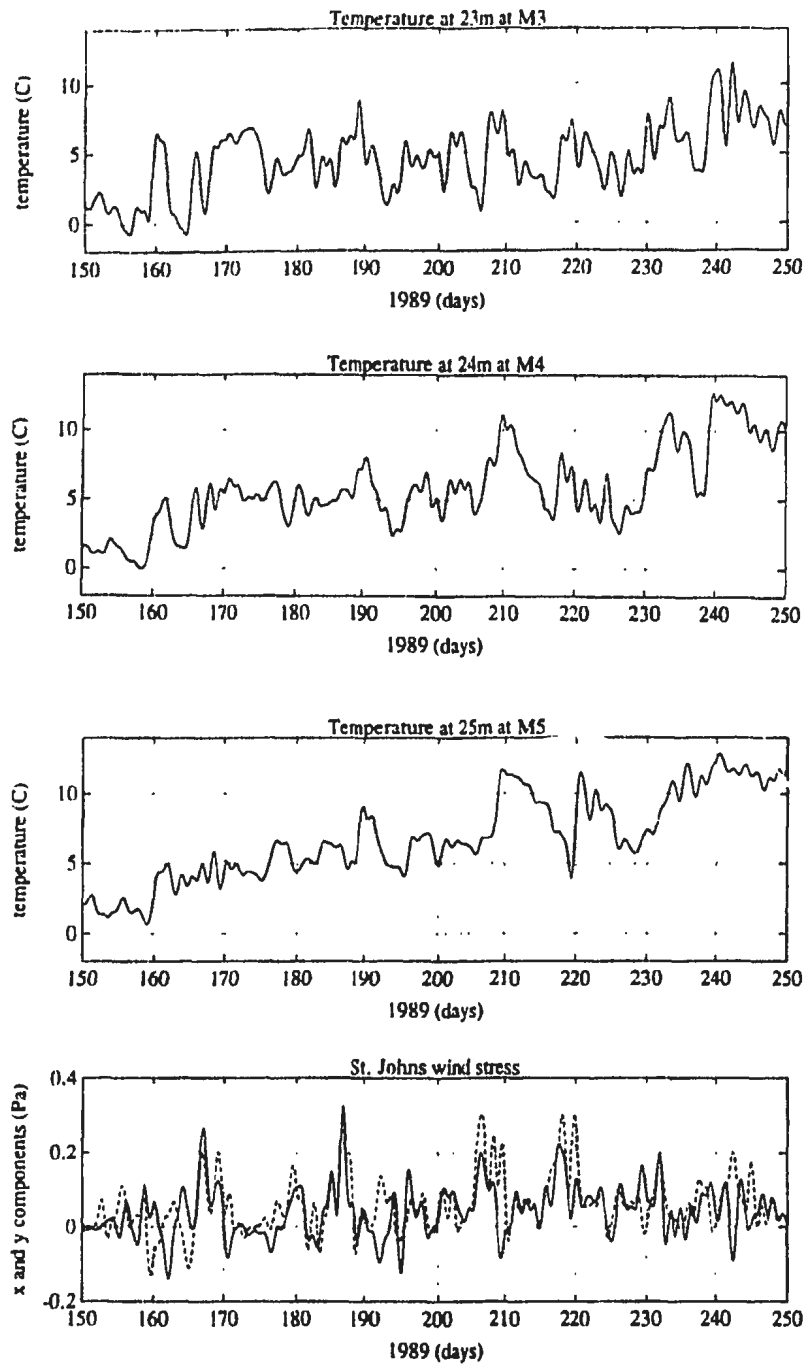 Temperature at 23m at M3
temperature (C)
10
5
0
150 160 170 180 190 200 210 220 230 240 250
1989 (days)
Temperature at 24m at M4
temperature (C)
10
5
0
150 160 170 180 190 200 210 220 230 240 250
1989 (days)
Temperature at 25m at M5
temperature (C)
10
5
0
150 160 170 180 190 200 210 220 230 240 250
1989 (days)
St. Johns wind stress
x and y components (Pa)
0.4
0.2
0
-0.2
150 160 170 180 190 200 210 220 230 240 250
1989 (days)